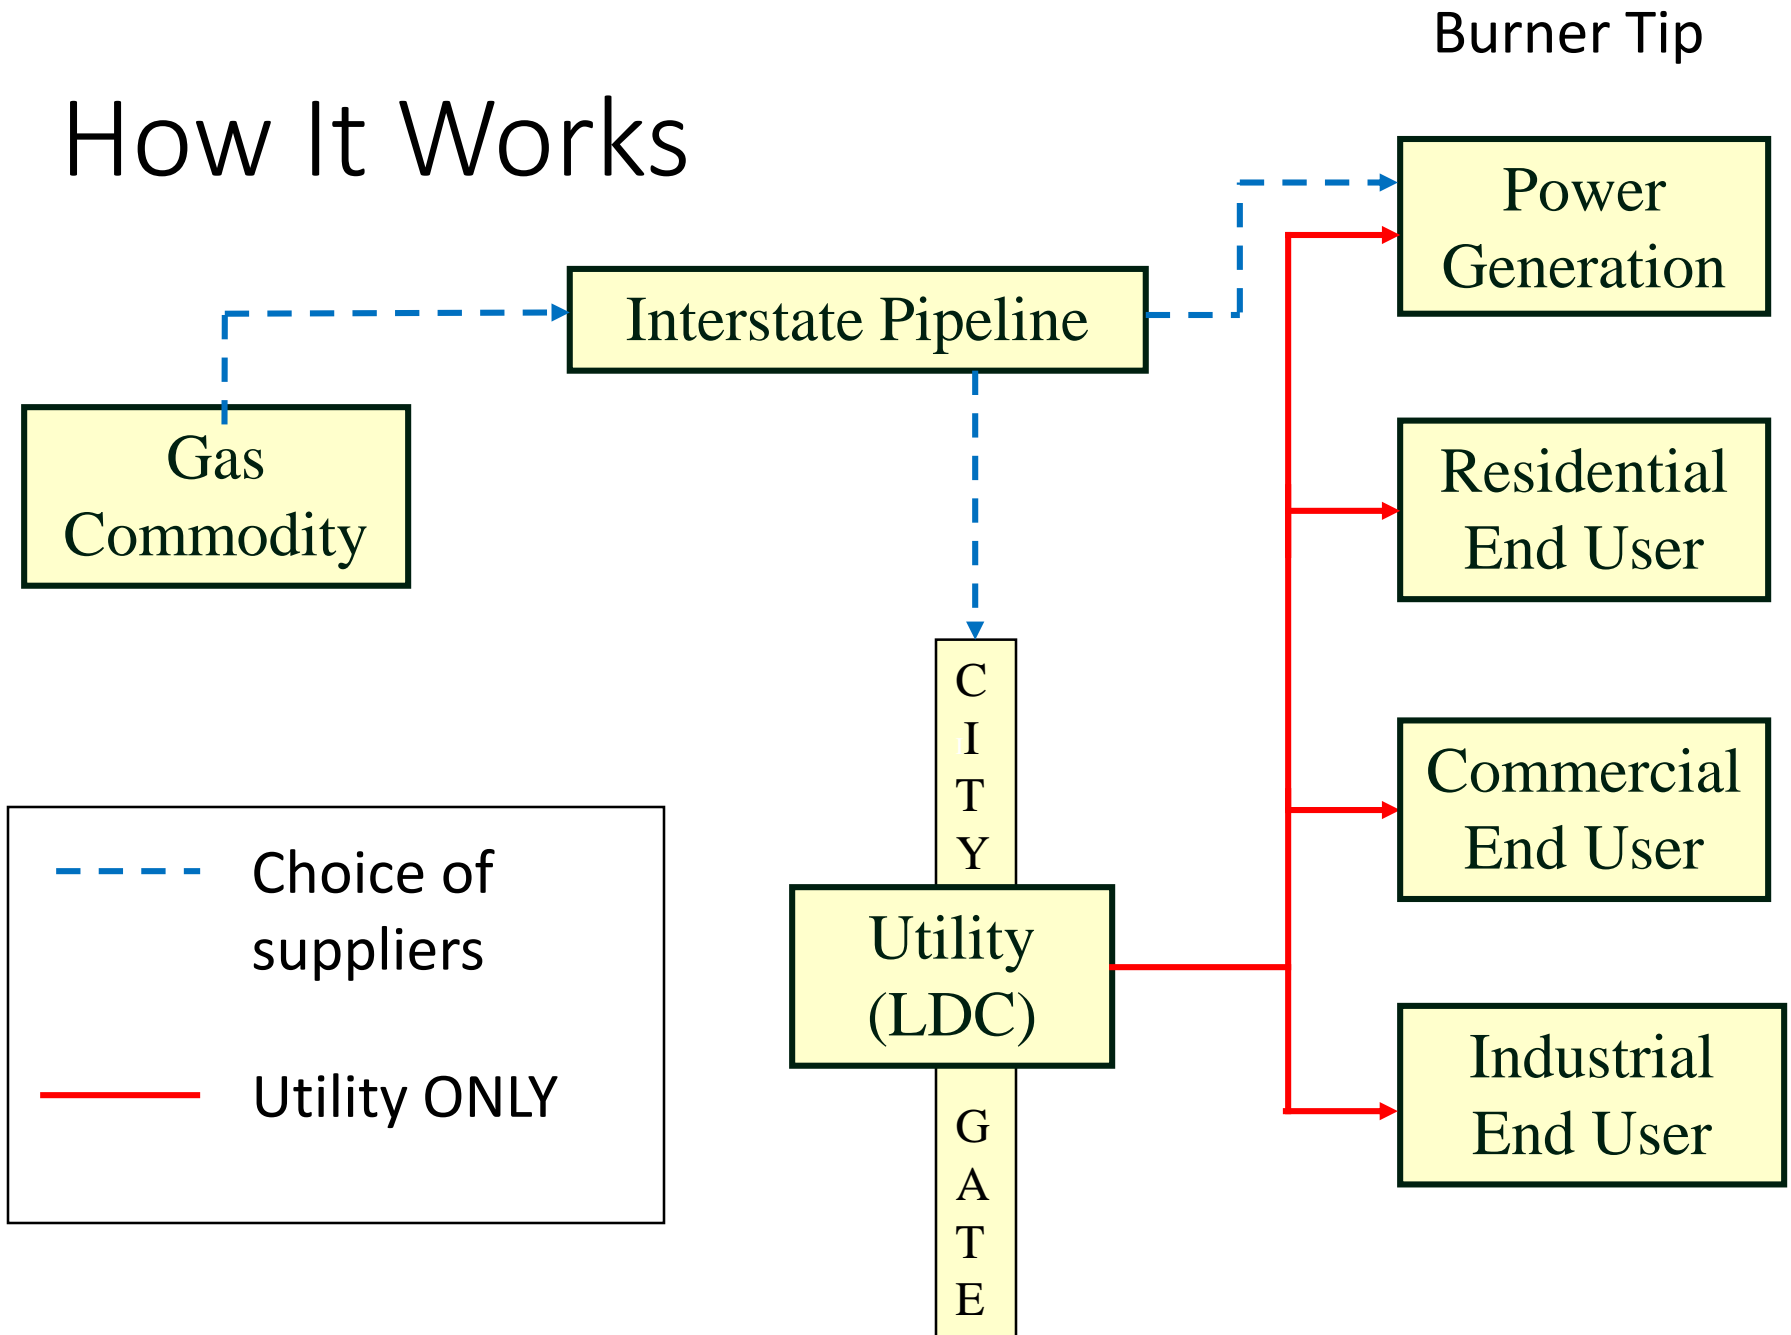 Burner Tip
How It Works
Power
Generation
Interstate Pipeline
Gas
Commodity
Residential
End User
C
I
T
Y
Commercial
End User
Choice of
suppliers
Utility
(LDC)
Utility ONLY
Industrial
End User
G
A
T
E